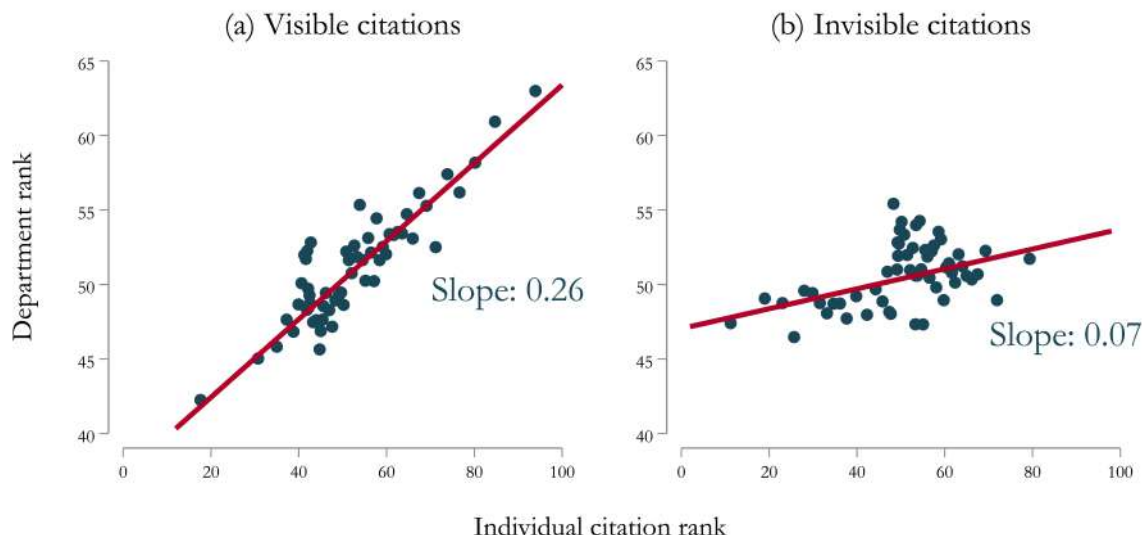 (a) Visible citations
(b) Invisible citations
Department rank
65
60
55
50
45
40
Slope: 0.26
0 20 40 60 80 100
65
60
55
50
45
40
Slope: 0.07
0 20 40 60 80 100
Individual citation rank